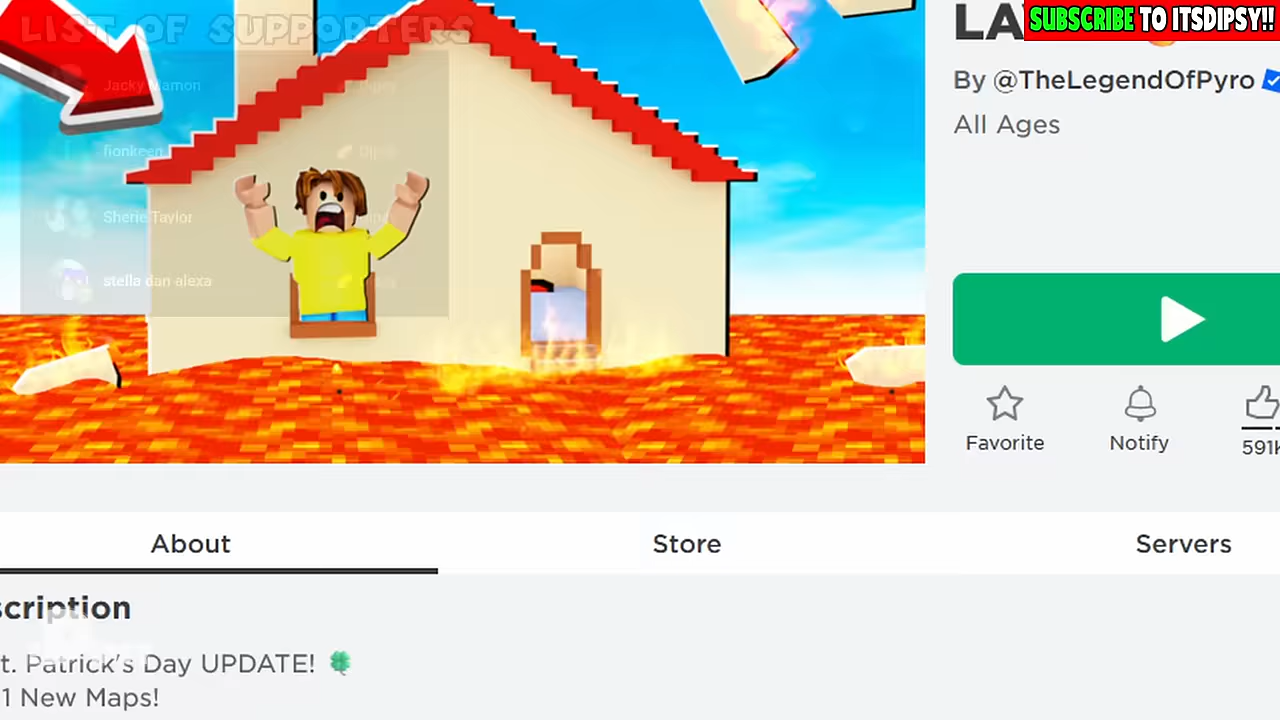 LIST OF SUPPORTERS
SUBSCRIBE TO ITSDIPSY!!
LA
Jacky Mamon
By @TheLegendOfPyro
All Ages
fionkeen
Sherie Taylor
stella dan alexa
Favorite
Notify
591K
About
Store
Servers
scription
t. Patrick's Day UPDATE! 🍀
1 New Maps!